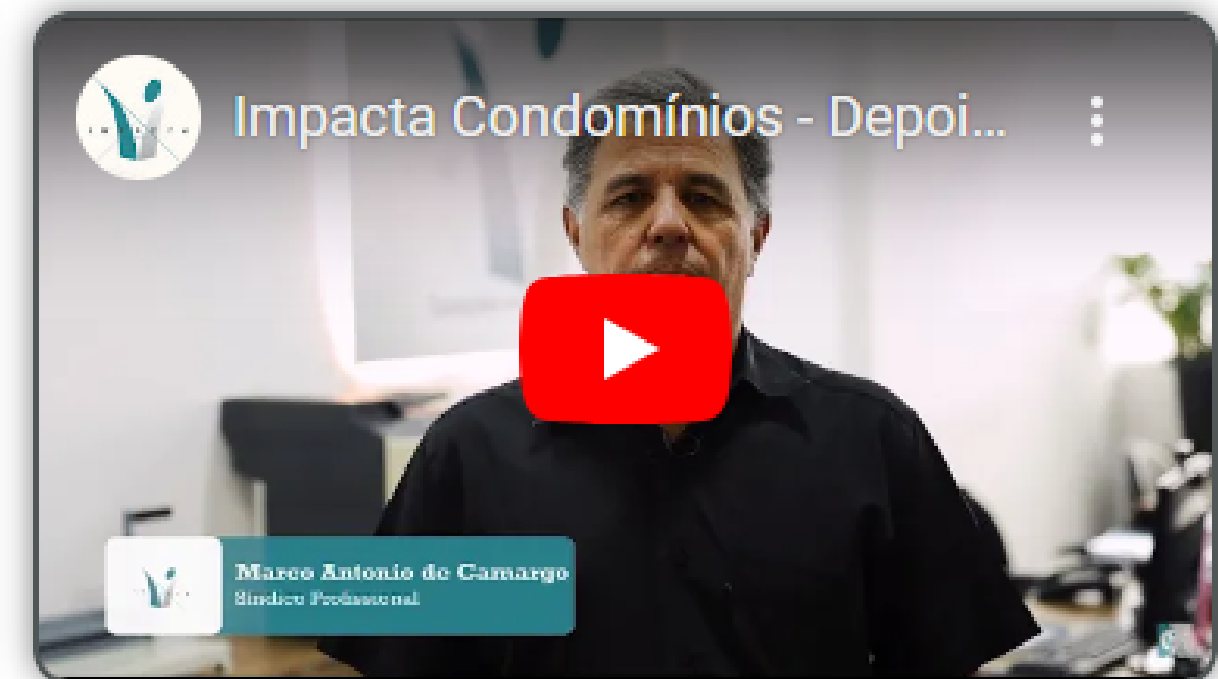 Impacta Condomínios - Depoi...
Marco Antonio de Camargo
Síndico Profissional